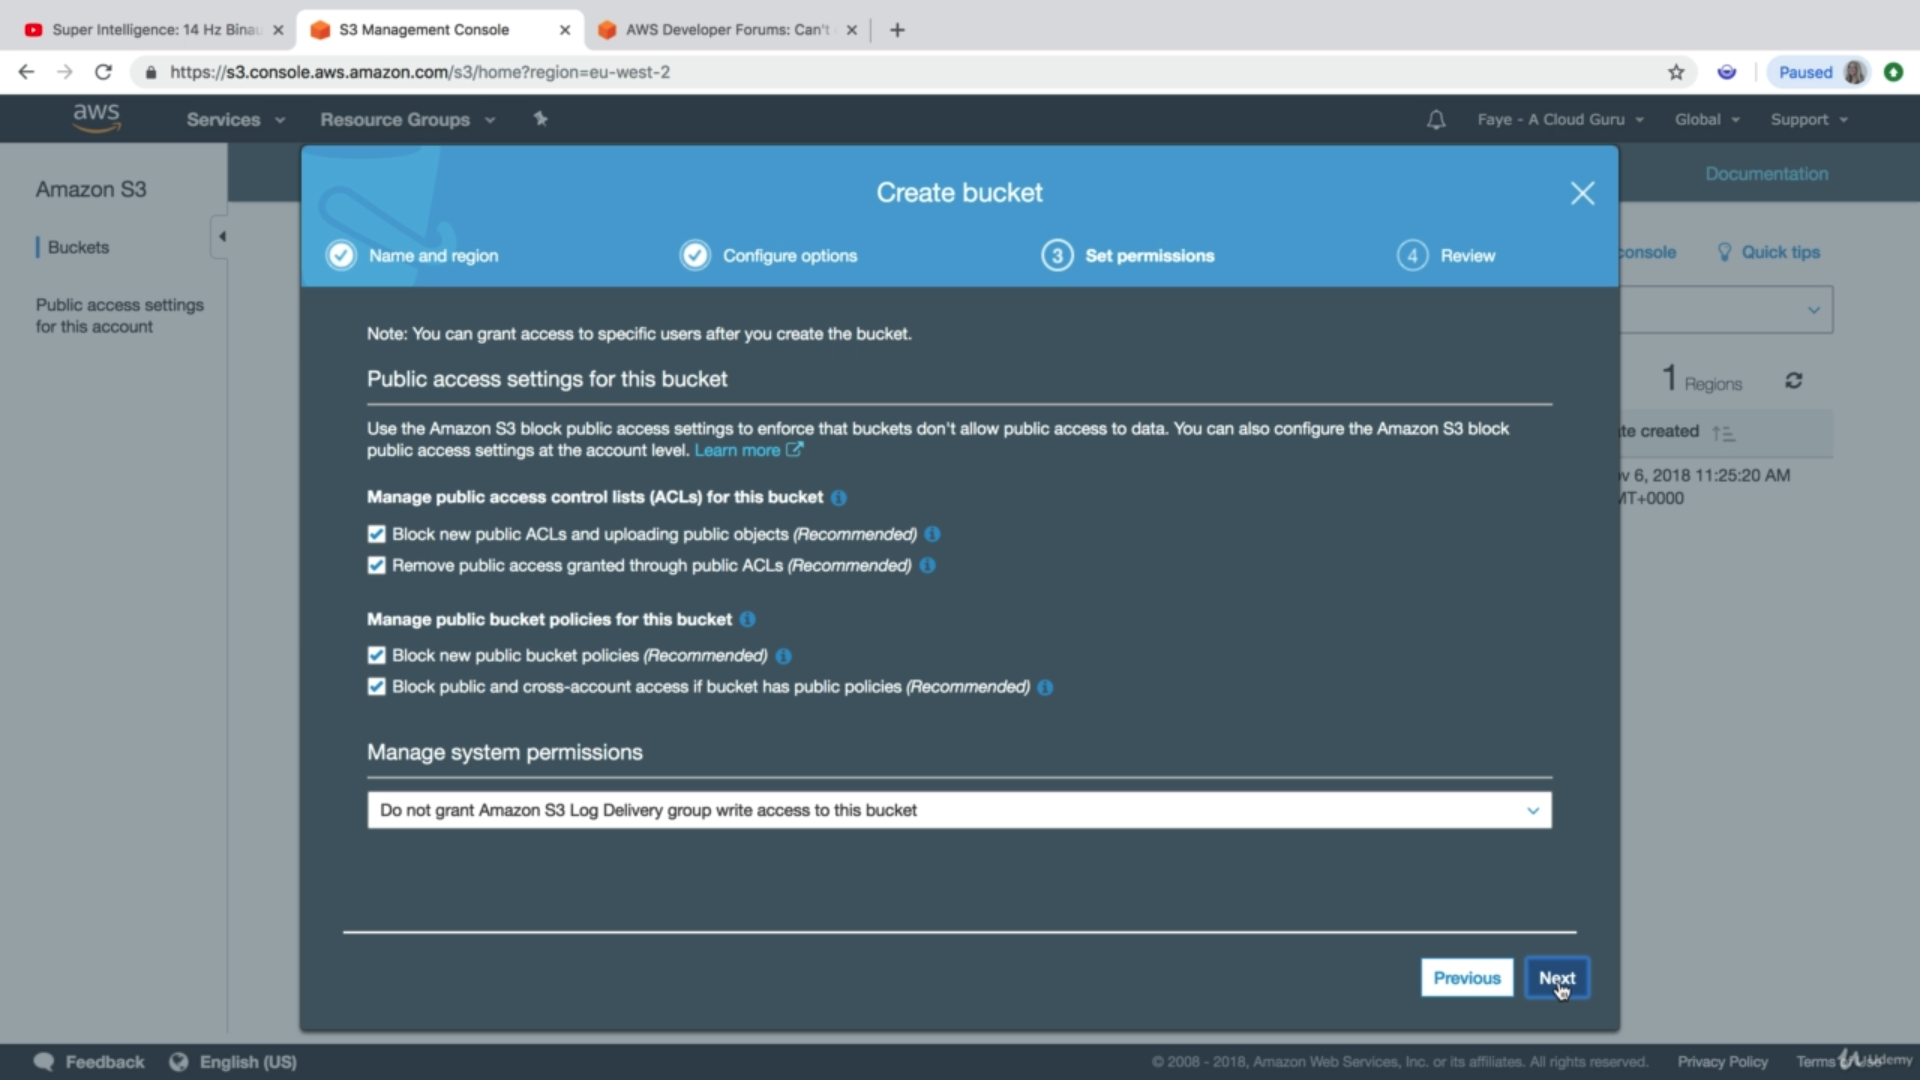 Super Intelligence: 14 Hz Binau
S3 Management Console
AWS Developer Forums: Can't
https://s3.console.aws.amazon.com/s3/home?region=eu-west-2
Paused
aws
Services
Resource Groups
Faye - A Cloud Guru
Global
Support
Amazon S3
Buckets
Public access settings
for this account
Documentation
console
Quick tips
1 Regions
te created
v 6, 2018 11:25:20 AM
MT+0000
Create bucket
Name and region
Configure options
3 Set permissions
4 Review
Note: You can grant access to specific users after you create the bucket.
Public access settings for this bucket
Use the Amazon S3 block public access settings to enforce that buckets don't allow public access to data. You can also configure the Amazon S3 block
public access settings at the account level. Learn more
Manage public access control lists (ACLs) for this bucket
Block new public ACLs and uploading public objects (Recommended)
Remove public access granted through public ACLs (Recommended)
Manage public bucket policies for this bucket
Block new public bucket policies (Recommended)
Block public and cross-account access if bucket has public policies (Recommended)
Manage system permissions
Do not grant Amazon S3 Log Delivery group write access to this bucket
Previous
Next
Feedback
English (US)
© 2008 - 2018, Amazon Web Services, Inc. or its affiliates. All rights reserved.
Privacy Policy
Terms
Udemy